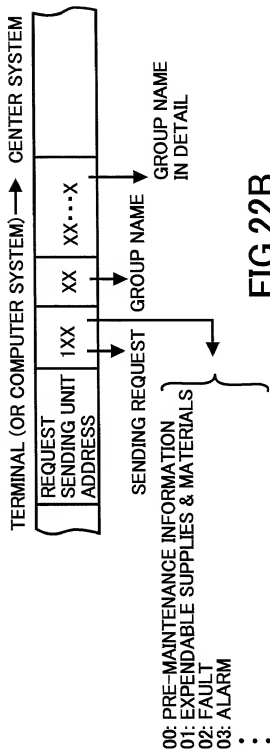 TERMINAL (OR COMPUTER SYSTEM) → CENTER SYSTEM
REQUEST
SENDING UNIT
ADDRESS
1XX
XX
XX···X
SENDING REQUEST
GROUP NAME
GROUP NAME
IN DETAIL
00: PRE-MAINTENANCE INFORMATION
01: EXPENDABLE SUPPLIES & MATERIALS
02: FAULT
03: ALARM
···
FIG.22B